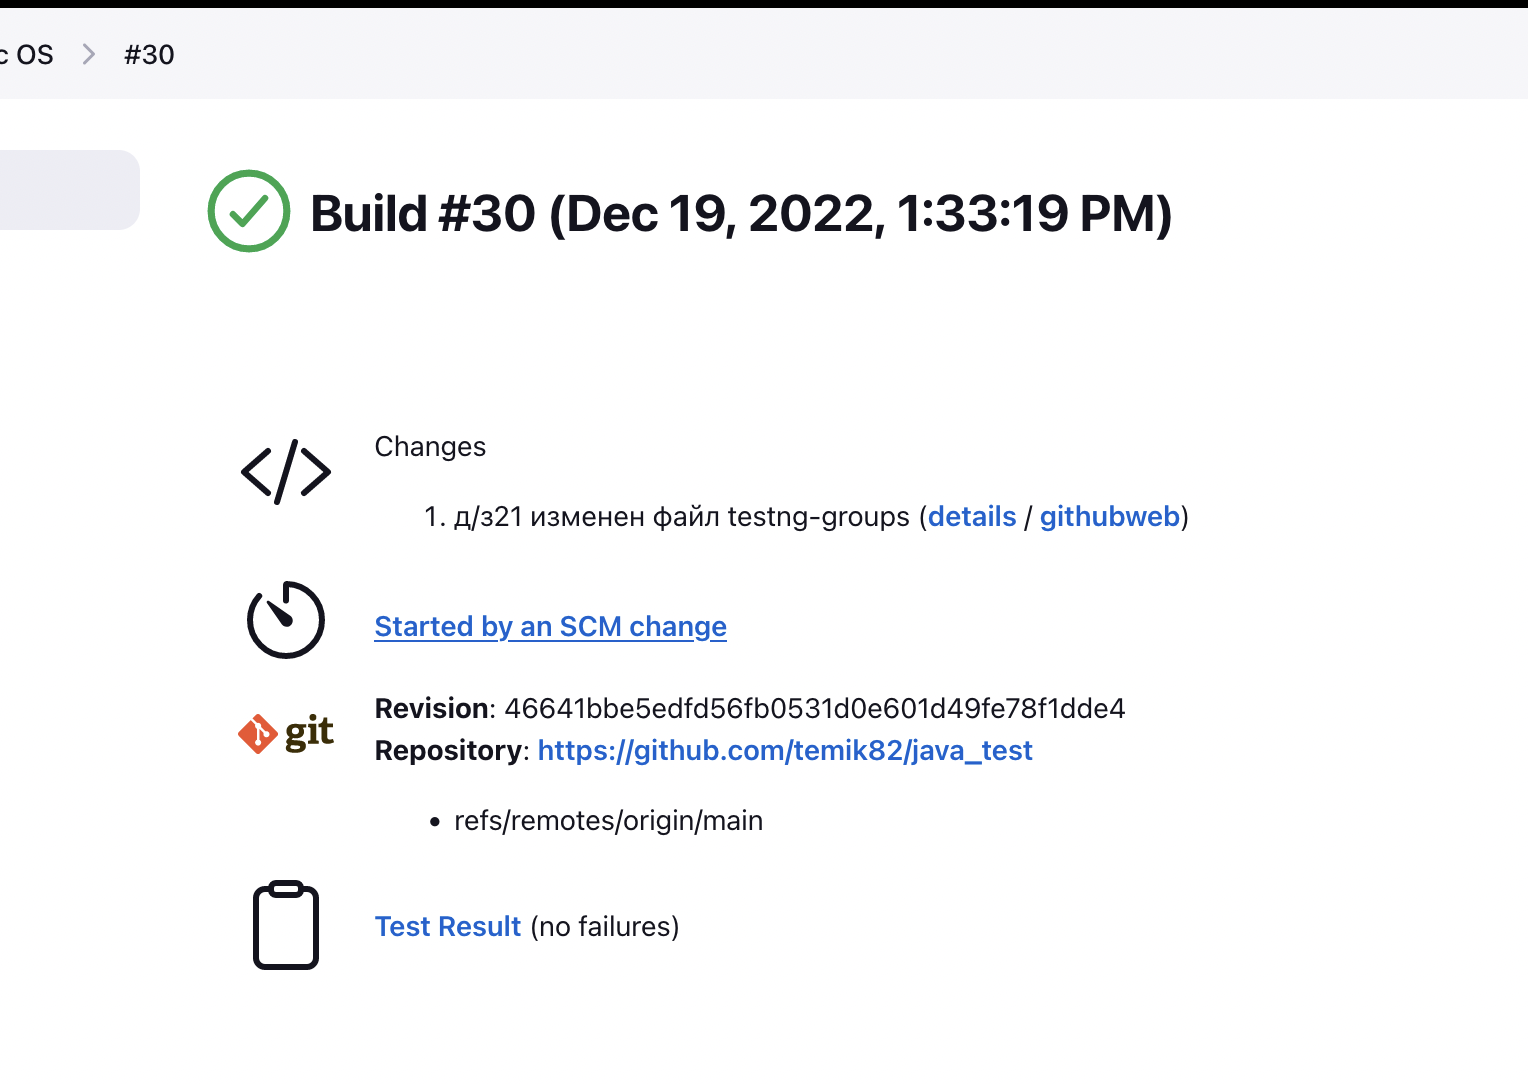 c OS > #30
Build #30 (Dec 19, 2022, 1:33:19 PM)
Changes
1. д/з21 изменен файл testng-groups (details / githubweb)
Started by an SCM change
git
Revision: 46641bbe5edfd56fb0531d0e601d49fe78f1dde4
Repository: https://github.com/temik82/java_test
• refs/remotes/origin/main
Test Result (no failures)